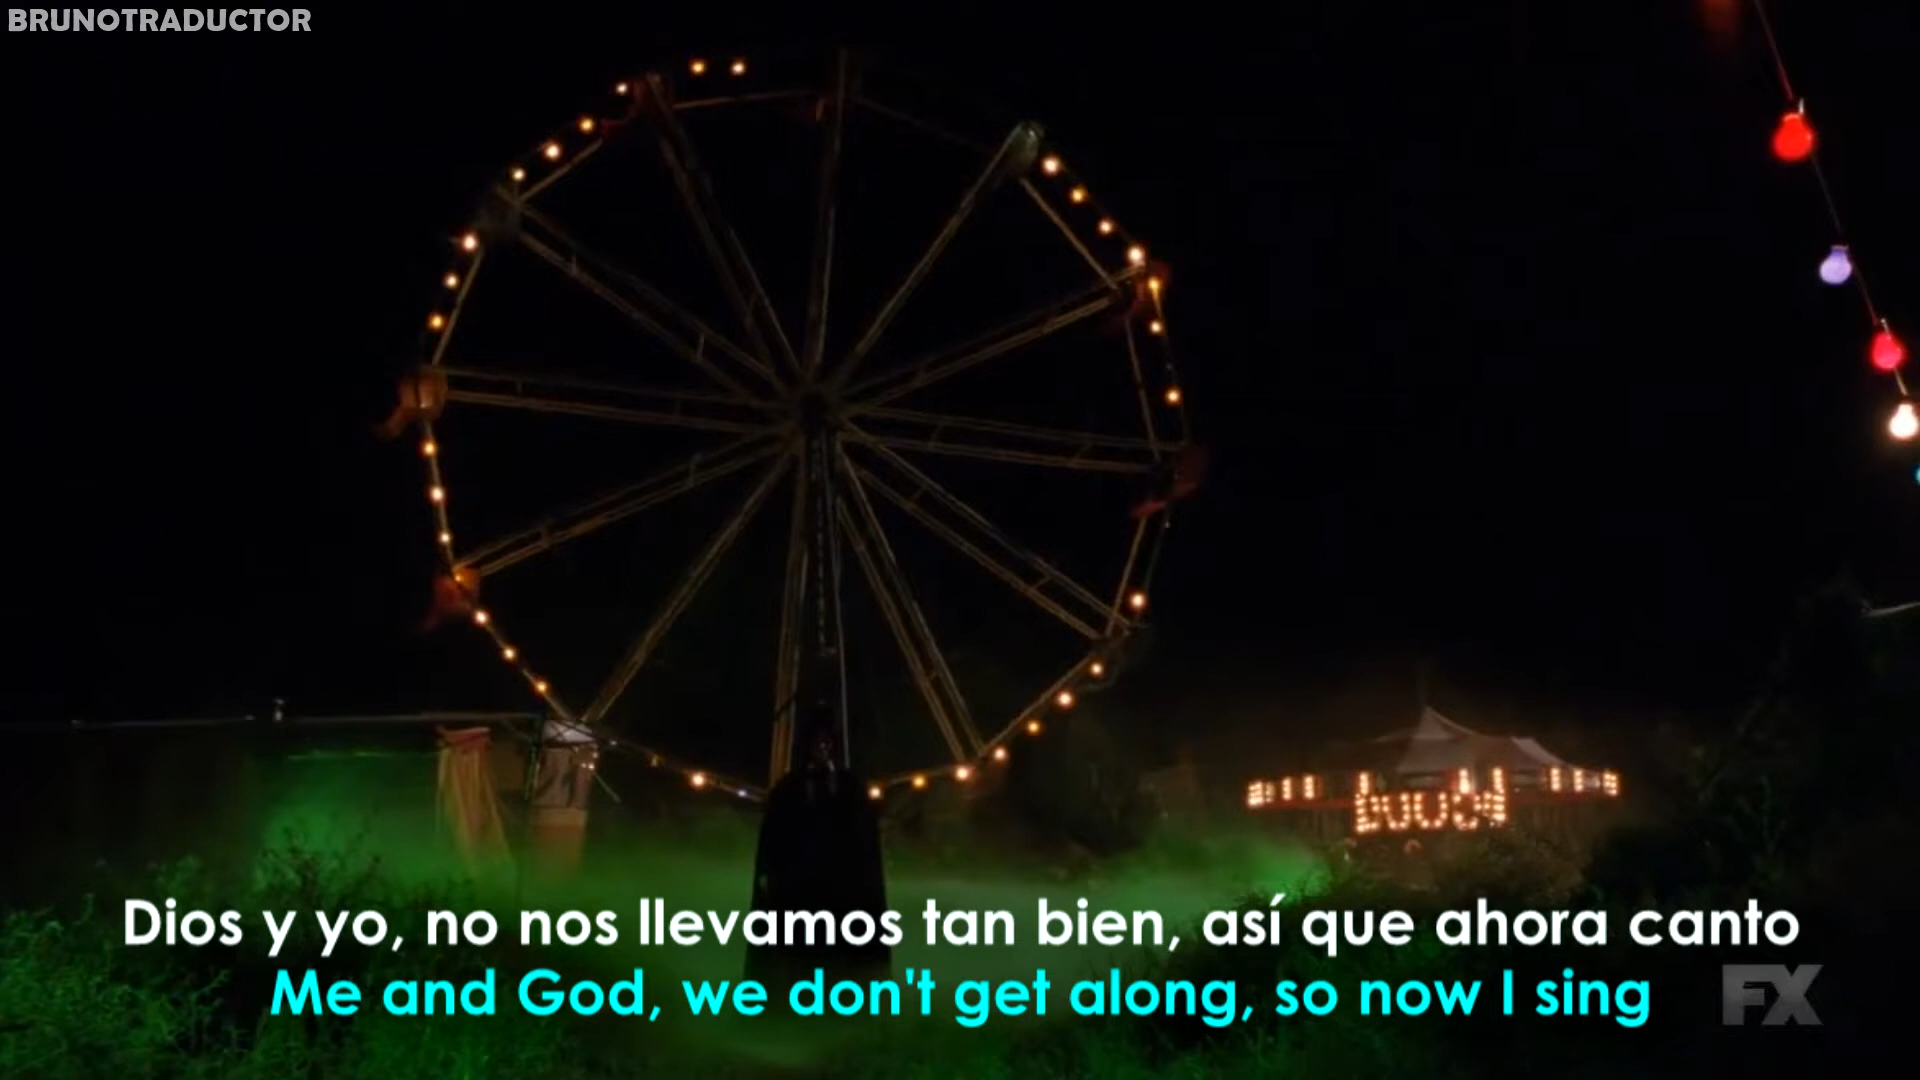 BRUNOTRADUCTOR
Dios y yo, no nos llevamos tan bien, así que ahora canto
Me and God, we don't get along, so now I sing
FX